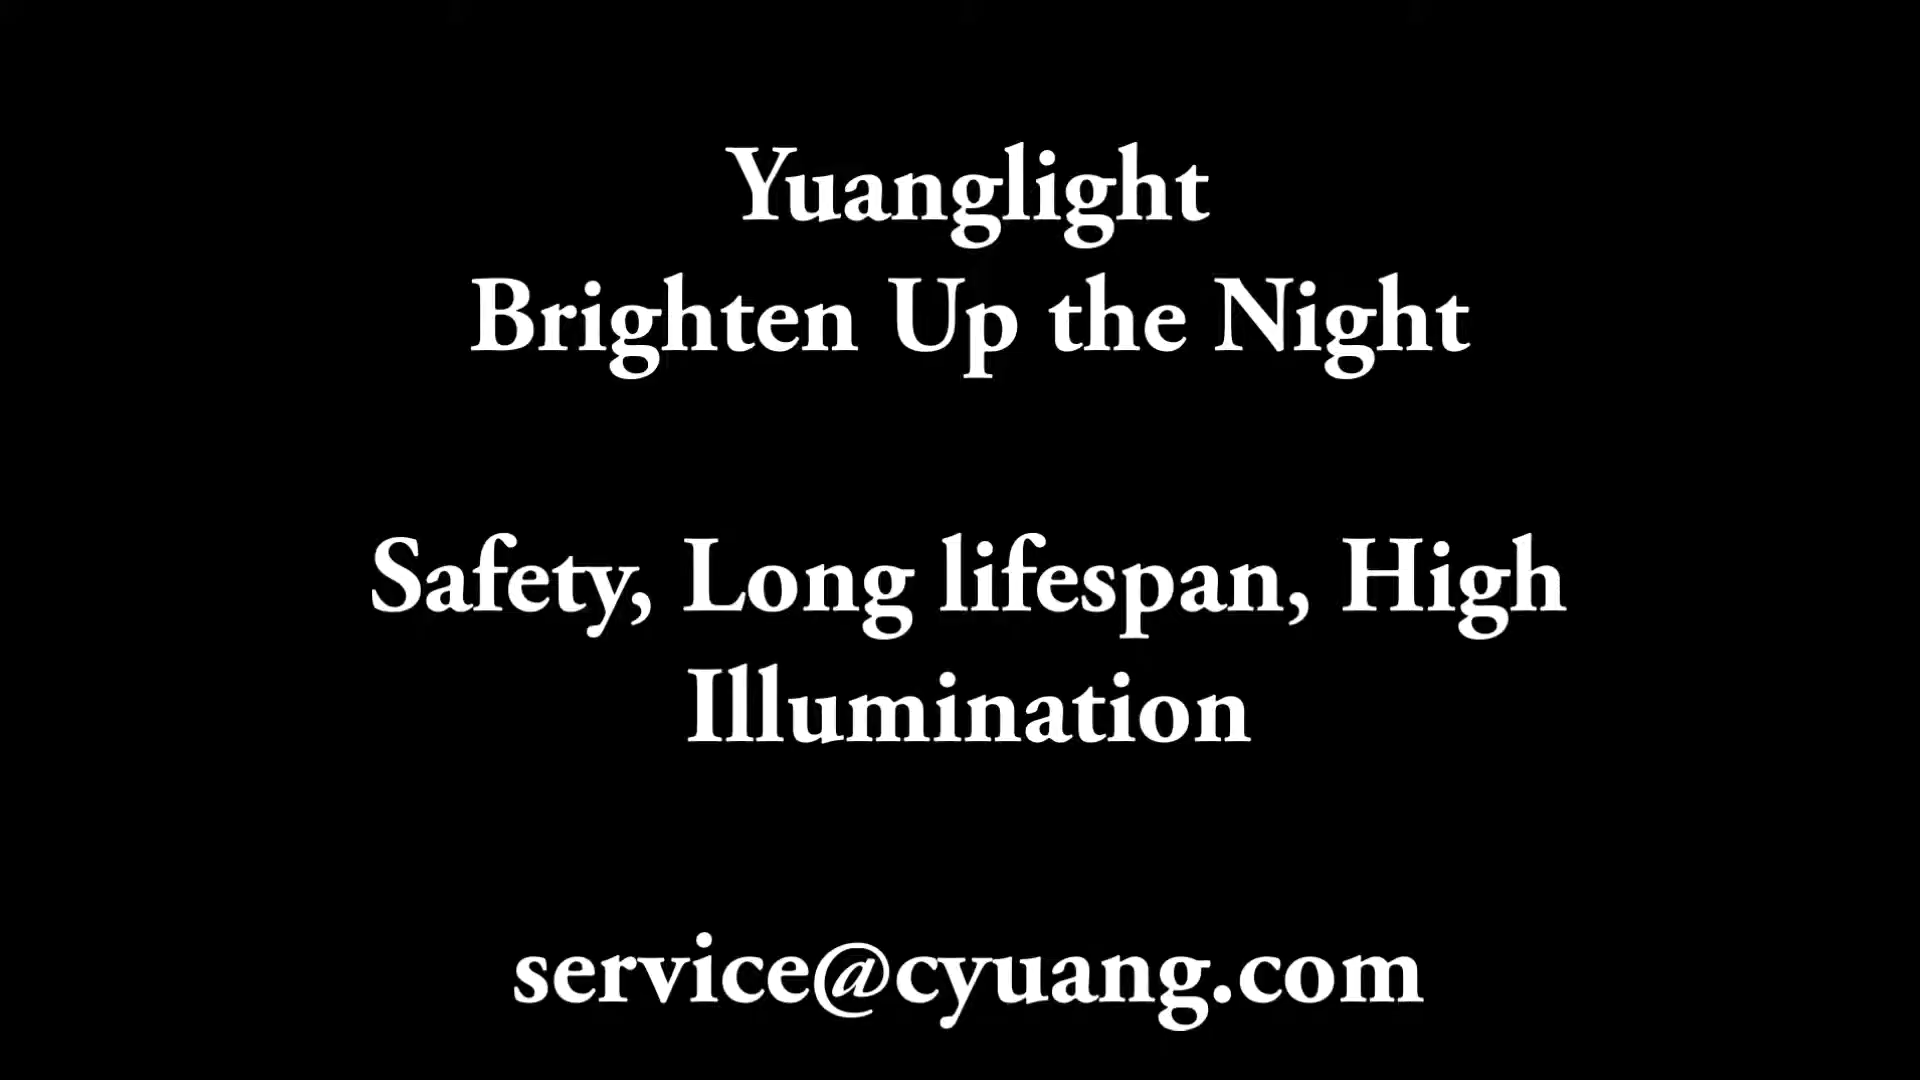 Yuanglight
Brighten Up the Night
Safety, Long lifespan, High
Illumination
service@cyuang.com